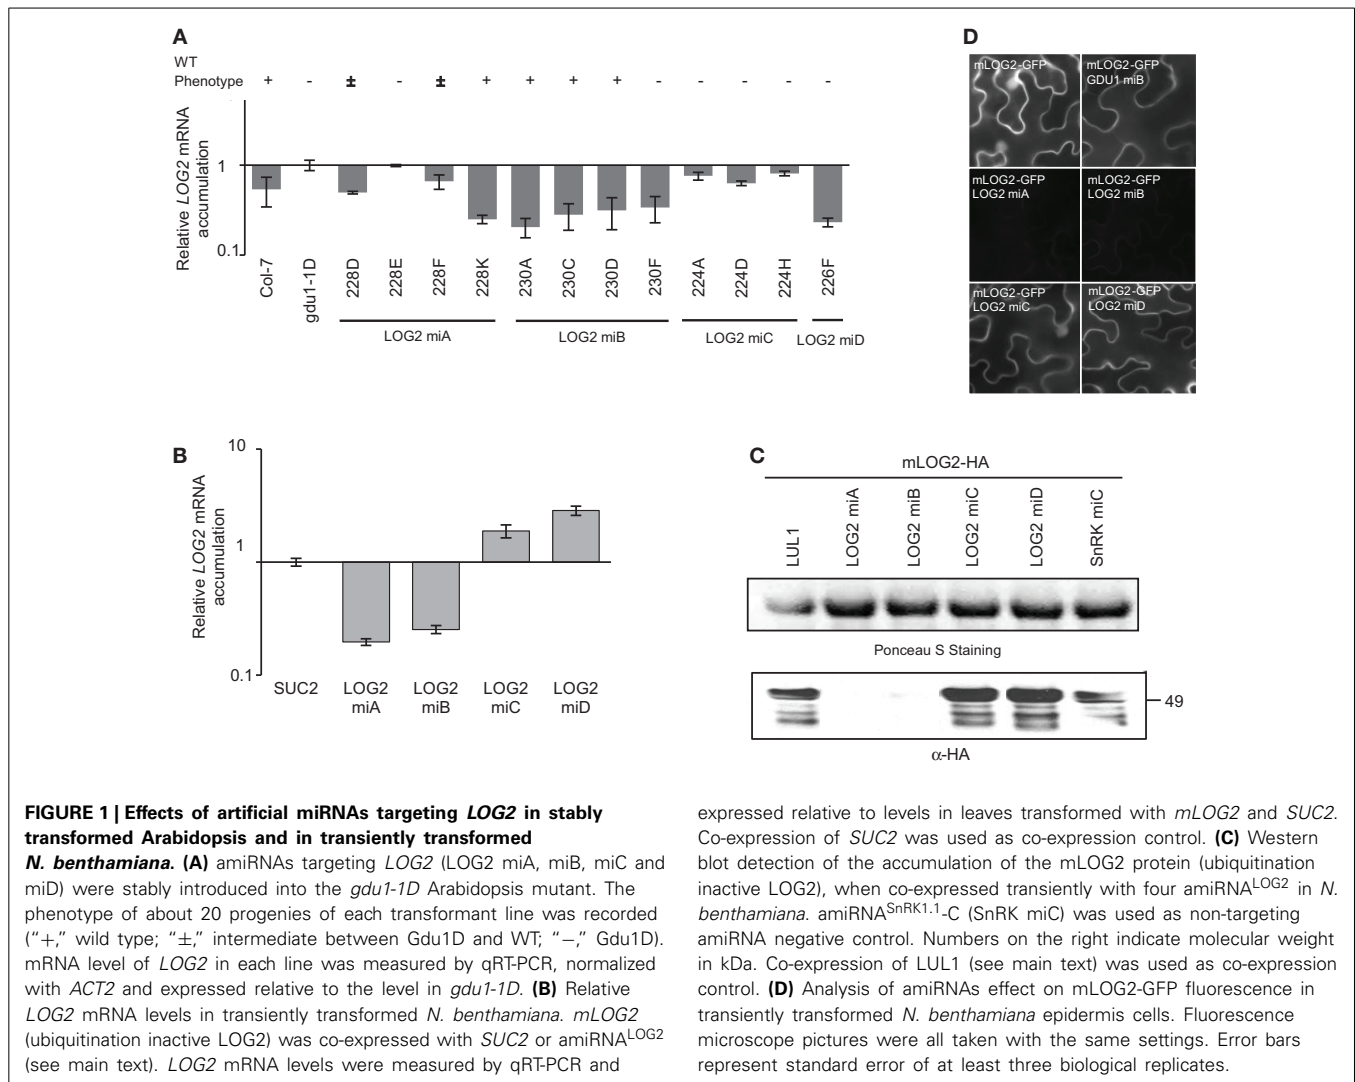 A
WT
Phenotype + - ± - ± + + + + - - - - -
Relative LOG2 mRNA
accumulation
1
0.1
Col-7
gdu1-1D
228D
228E
228F
228K
230A
230C
230D
230F
224A
224D
224H
226F
LOG2 miA
LOG2 miB
LOG2 miC
LOG2 miD
D
mLOG2-GFP
mLOG2-GFP
GDU1 miB
mLOG2-GFP
LOG2 miA
mLOG2-GFP
LOG2 miB
mLOG2-GFP
LOG2 miC
mLOG2-GFP
LOG2 miD
B
Relative LOG2 mRNA
accumulation
10
1
0.1
SUC2
LOG2
miA
LOG2
miB
LOG2
miC
LOG2
miD
C
mLOG2-HA
LUL1
LOG2 miA
LOG2 miB
LOG2 miC
LOG2 miD
SnRK miC
Ponceau S Staining
49
α-HA
FIGURE 1 | Effects of artificial miRNAs targeting LOG2 in stably
transformed Arabidopsis and in transiently transformed
N. benthamiana. (A) amiRNAs targeting LOG2 (LOG2 miA, miB, miC and
miD) were stably introduced into the gdu1-1D Arabidopsis mutant. The
phenotype of about 20 progenies of each transformant line was recorded
(“+,” wild type; “±,” intermediate between Gdu1D and WT; “−,” Gdu1D).
mRNA level of LOG2 in each line was measured by qRT-PCR, normalized
with ACT2 and expressed relative to the level in gdu1-1D. (B) Relative
LOG2 mRNA levels in transiently transformed N. benthamiana. mLOG2
(ubiquitination inactive LOG2) was co-expressed with SUC2 or amiRNA^LOG2
(see main text). LOG2 mRNA levels were measured by qRT-PCR and
expressed relative to levels in leaves transformed with mLOG2 and SUC2.
Co-expression of SUC2 was used as co-expression control. (C) Western
blot detection of the accumulation of the mLOG2 protein (ubiquitination
inactive LOG2), when co-expressed transiently with four amiRNA^LOG2 in N.
benthamiana. amiRNA^SnRK1.1-C (SnRK miC) was used as non-targeting
amiRNA negative control. Numbers on the right indicate molecular weight
in kDa. Co-expression of LUL1 (see main text) was used as co-expression
control. (D) Analysis of amiRNAs effect on mLOG2-GFP fluorescence in
transiently transformed N. benthamiana epidermis cells. Fluorescence
microscope pictures were all taken with the same settings. Error bars
represent standard error of at least three biological replicates.